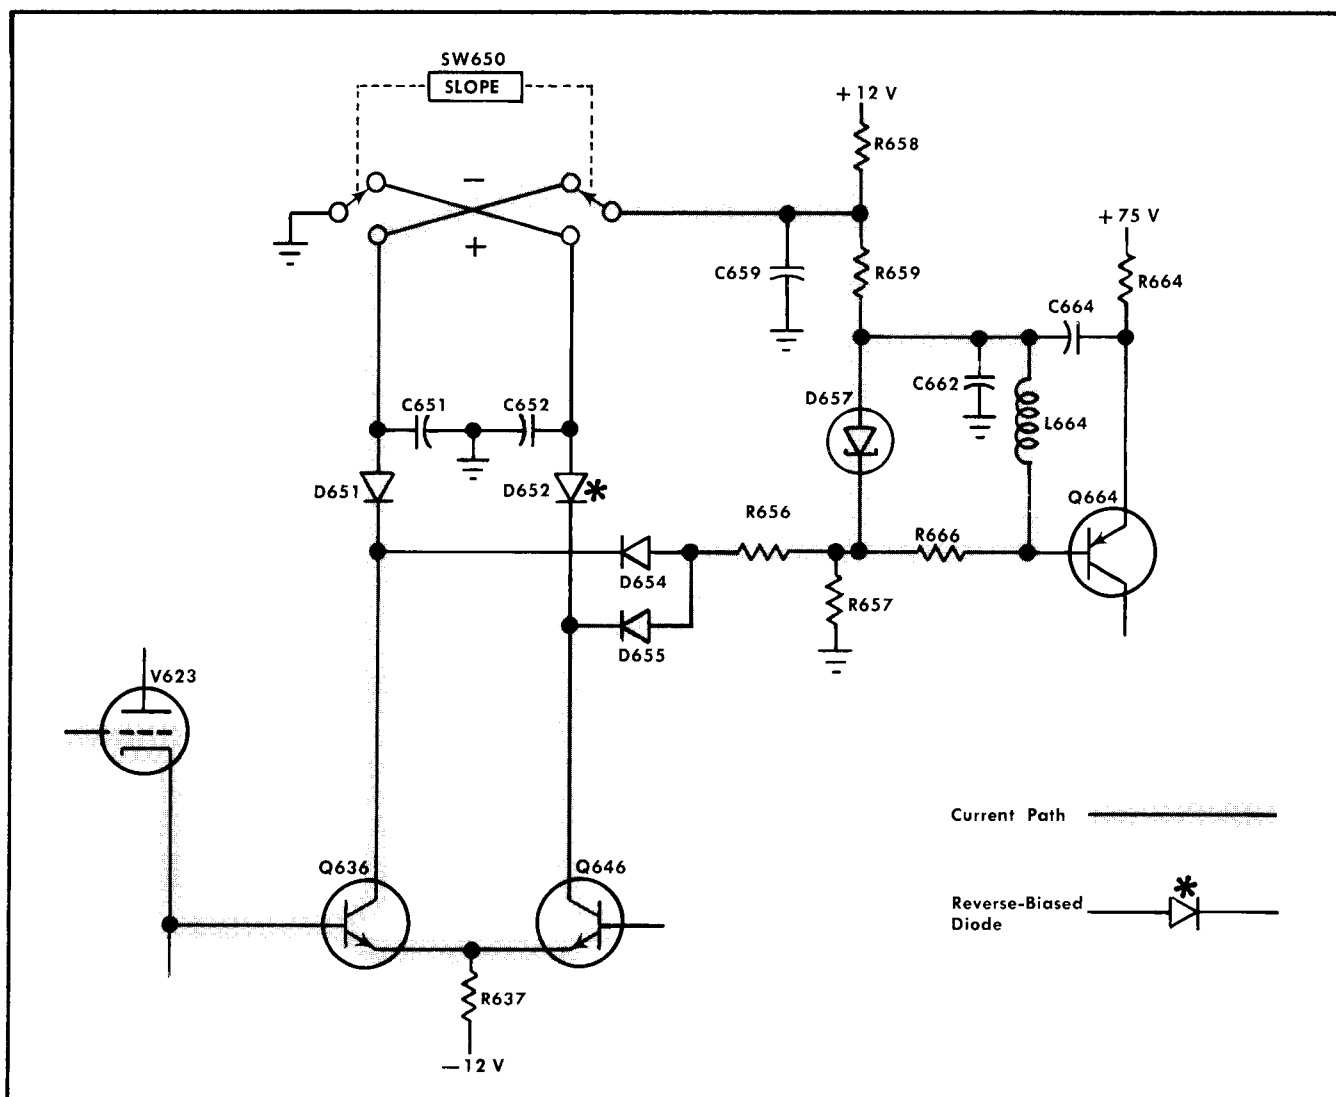 SW650
SLOPE
+12 V
R658
−
+
+75 V
C659
R659
R664
C664
C662
D657
L664
C651
C652
D651
D652
*
R656
Q664
R666
D654
R657
D655
V623
Current Path
Q636
Q646
*
Reverse-Biased
Diode
R637
−12 V